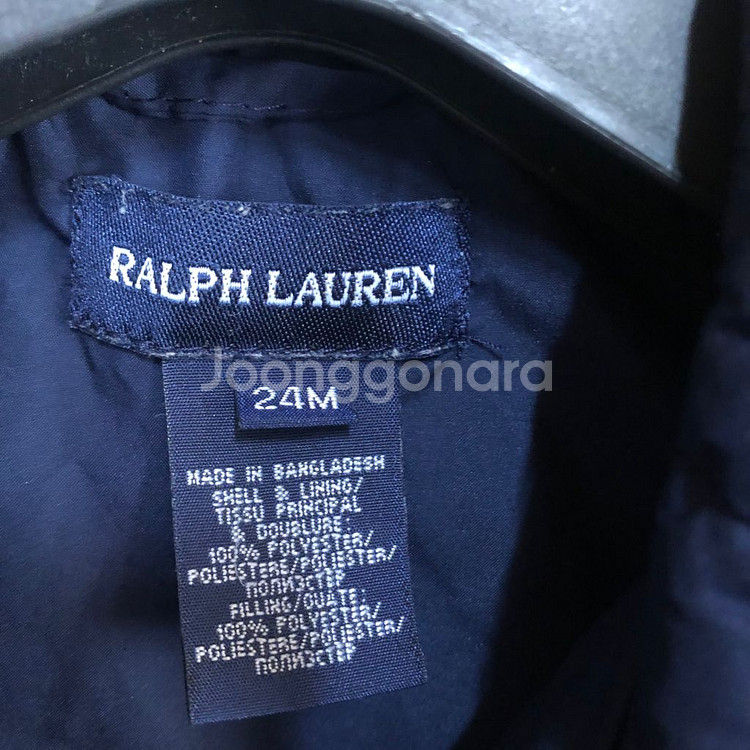 RALPH LAUREN
Joonggonara
24M
MADE IN BANGLADESH
SHELL & LINING/
TISSU PRINCIPAL
& DOUBLURE:
100% POLYESTER/
POLIESTERE/POLIESTER/
ПОЛИЭСТЕР
FILLING/OUATE:
100% POLYESTER/
POLIESTERE/POLIESTER/
ПОЛИЭСТЕР